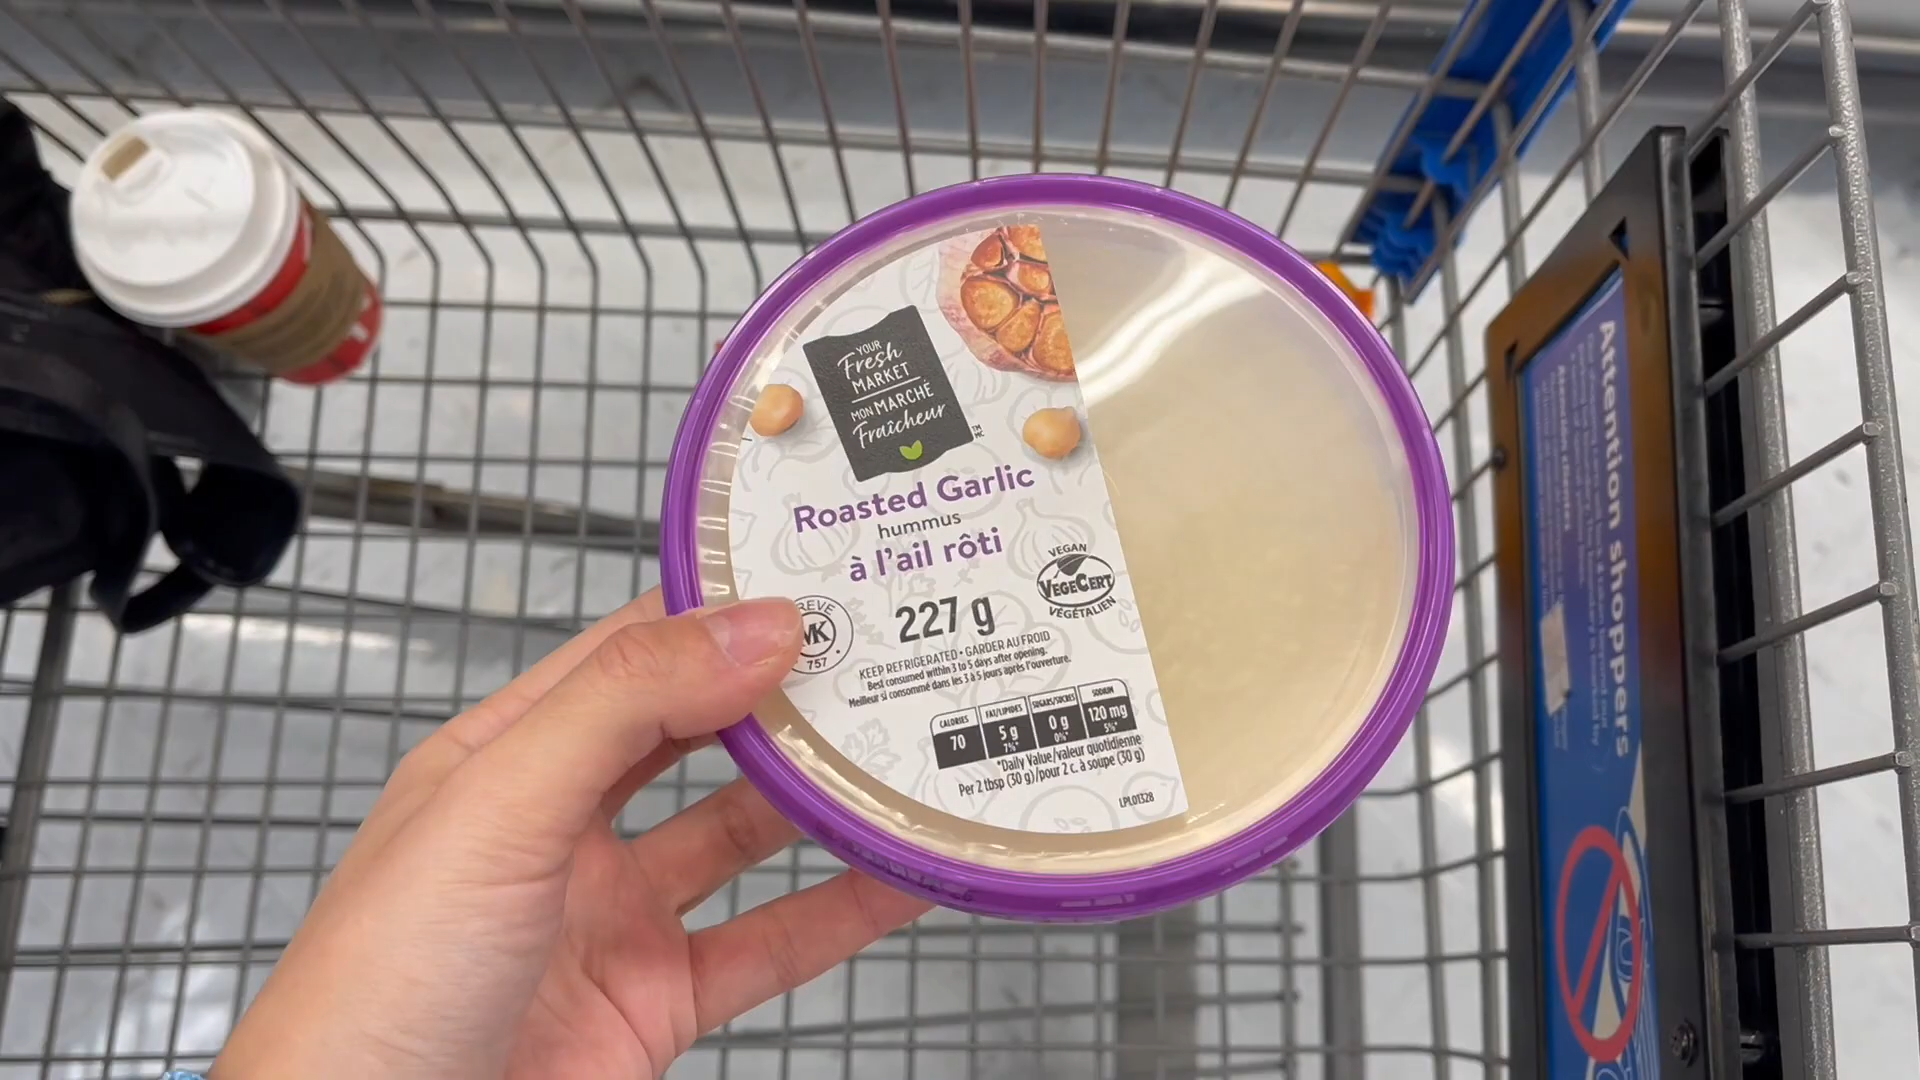 YOUR
Fresh
MARKET
MON MARCHÉ
Fraîcheur
TM
MC
Roasted Garlic
hummus
à l'ail rôti
VEGAN
VEGECERT
VÉGÉTALIEN
MK
757
227 g
KEEP REFRIGERATED • GARDER AU FROID
Best consumed within 3 to 5 days after opening.
Meilleur si consommé dans les 3 à 5 jours après l'ouverture.
CALORIES FAT/LIPIDES SUGARS/SUCRES SODIUM
70 5 g 0 g 120 mg
7%* 0%* 5%*
*Daily Value/valeur quotidienne
Per 2 tbsp (30 g)/pour 2 c. à soupe (30 g)
LPL01328
Attention shoppers